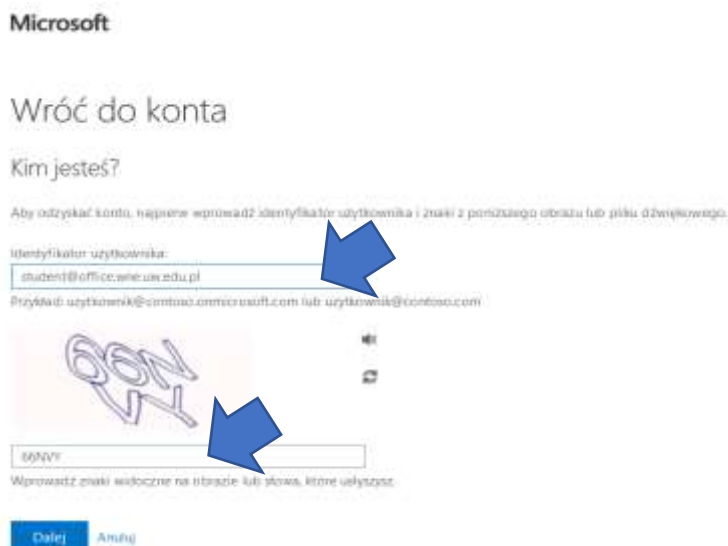 Microsoft
Wróć do konta
Kim jesteś?
Aby odzyskać konto, najpierw wprowadź identyfikator użytkownika i znaki z poniższego obrazu lub pliku dźwiękowego.
Identyfikator użytkownika:
student@office.wne.uw.edu.pl
Przykład: użytkownik@contoso.onmicrosoft.com lub użytkownik@contoso.com
66N
VY
66NVY
Wprowadź znaki widoczne na obrazie lub słowa, które usłyszysz.
Dalej Anuluj